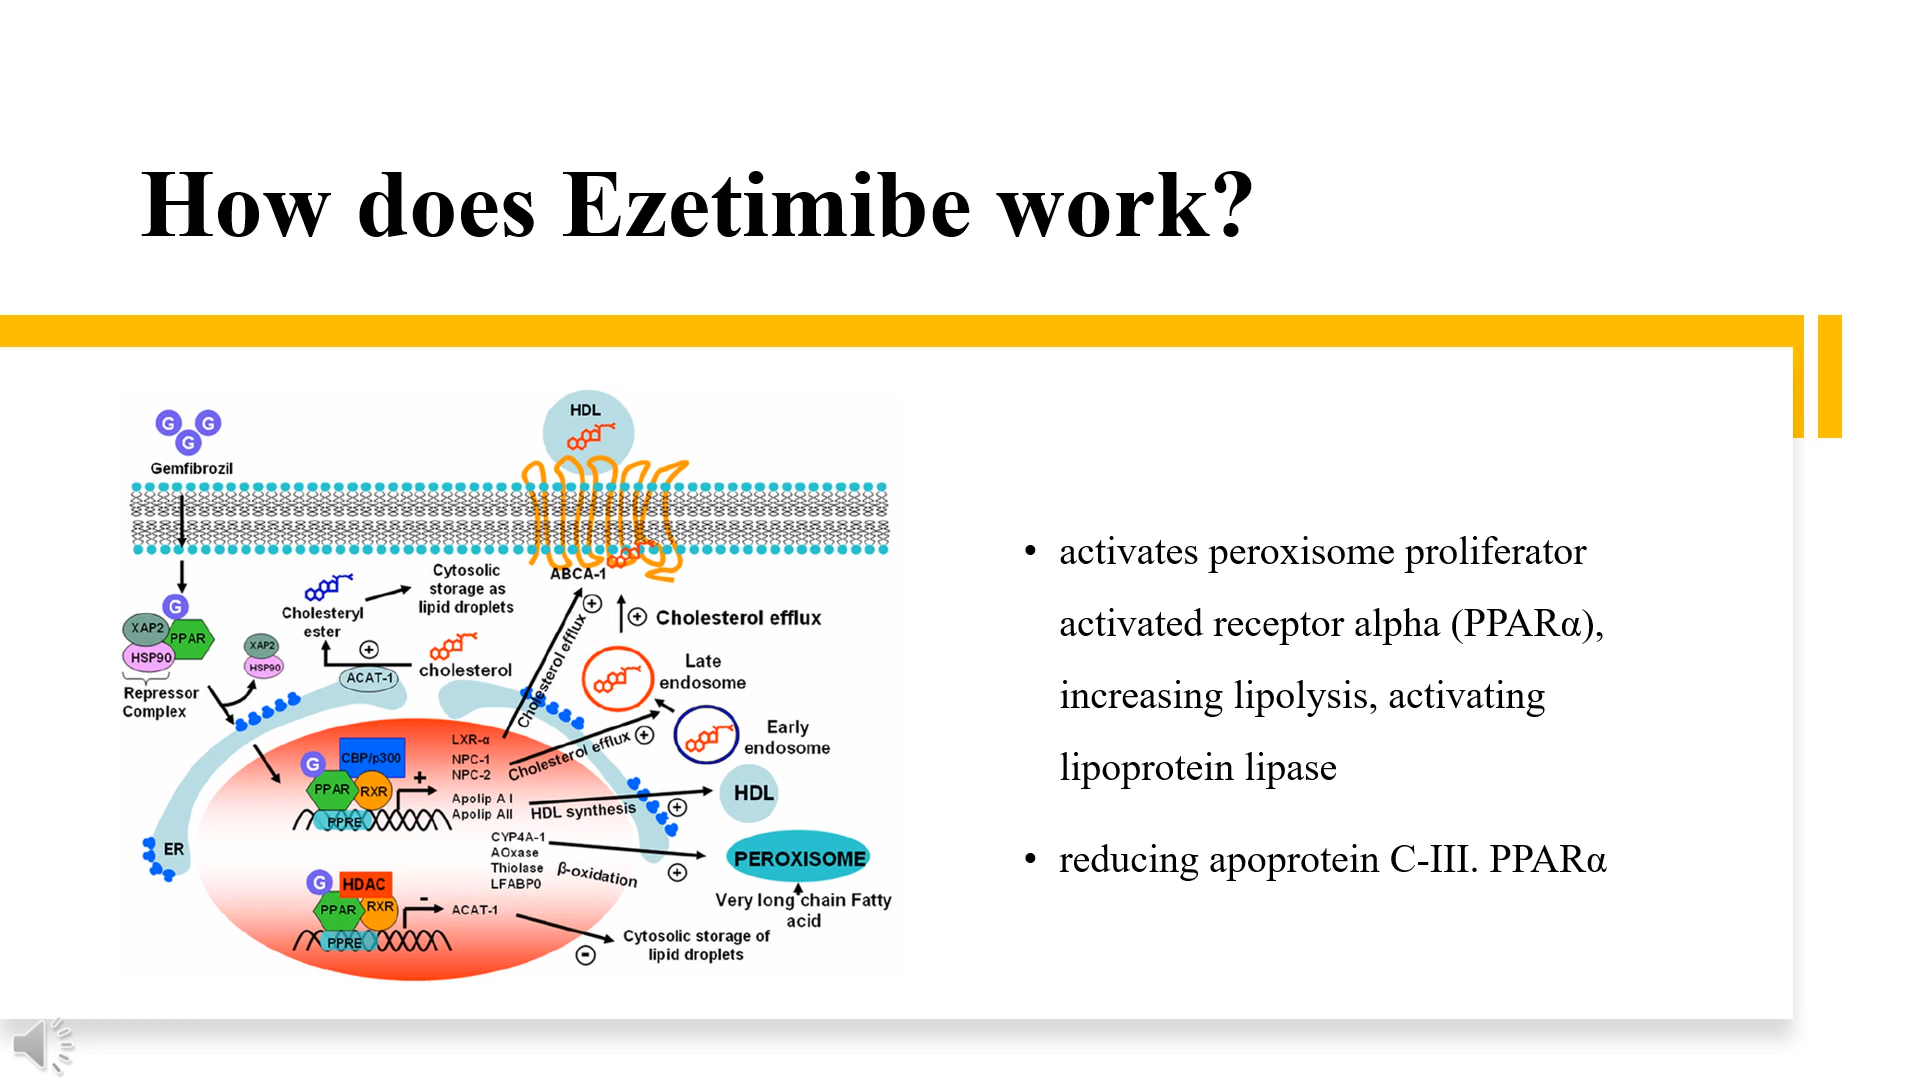 How does Ezetimibe work?
G G
G
Gemfibrozil
HDL
ABCA-1
Cytosolic
storage as
lipid droplets
Cholesteryl
ester
+
cholesterol
ACAT-1
G
XAP2
PPAR
HSP90
XAP2
HSP90
Repressor
Complex
Cholesterol efflux
+
+
Cholesterol efflux
Late
endosome
Early
endosome
Cholesterol efflux
+
LXR-α
NPC-1
NPC-2
G
CBP/p300
PPAR
RXR
+
PPRE
Apolip A I
Apolip AII
HDL synthesis
+
HDL
CYP4A-1
AOxase
Thiolase
LFABP0
β-oxidation
+
PEROXISOME
Very long chain Fatty
acid
ER
G
HDAC
PPAR
RXR
-
PPRE
ACAT-1
-
Cytosolic storage of
lipid droplets
• activates peroxisome proliferator
activated receptor alpha (PPARα),
increasing lipolysis, activating
lipoprotein lipase
• reducing apoprotein C-III. PPARα